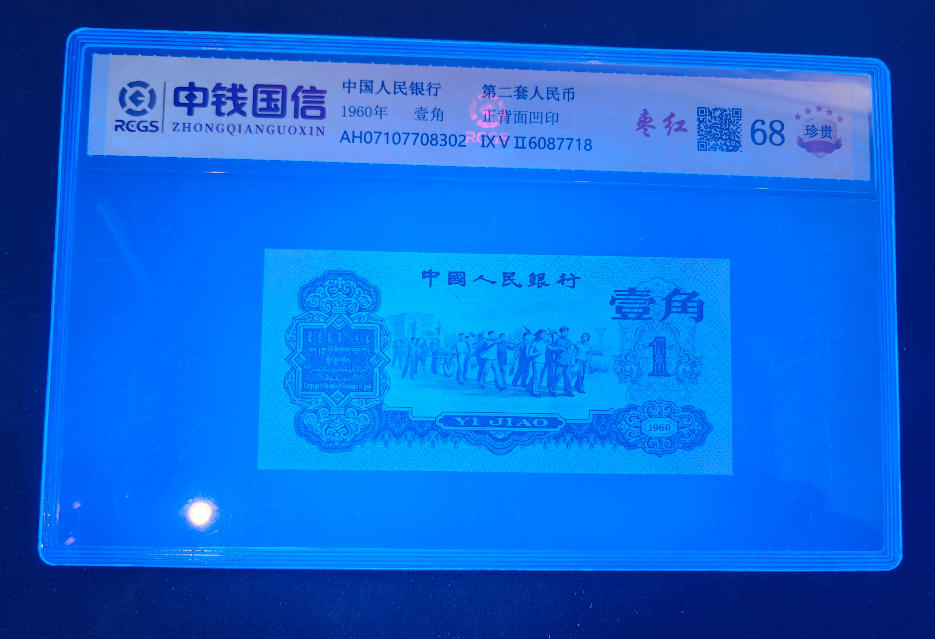 中钱国信
RCGS ZHONGQIANGUOXIN
中国人民银行 第二套人民币
1960年 壹角 正背面凹印
AH07107708302 IX V II6087718
枣红
68
珍贵
中國人民銀行
壹角
1
YI JIAO
1960